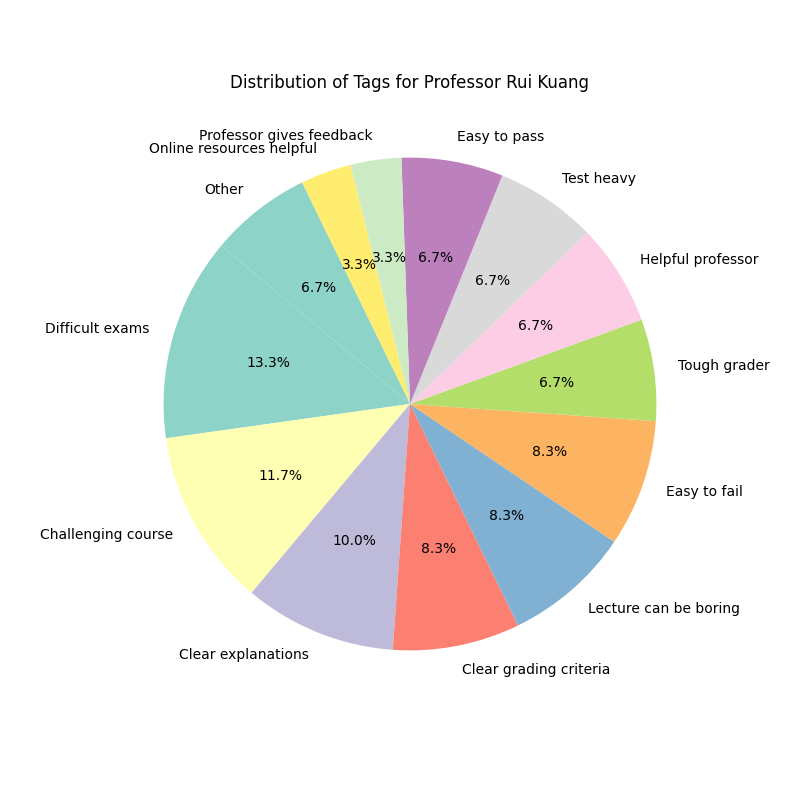 Distribution of Tags for Professor Rui Kuang
Professor gives feedback
Easy to pass
Online resources helpful
Test heavy
Other
Helpful professor
3.3%
3.3%
6.7%
6.7%
6.7%
6.7%
Difficult exams
13.3%
6.7%
Tough grader
11.7%
8.3%
Easy to fail
Challenging course
10.0%
8.3%
8.3%
Lecture can be boring
Clear explanations
Clear grading criteria